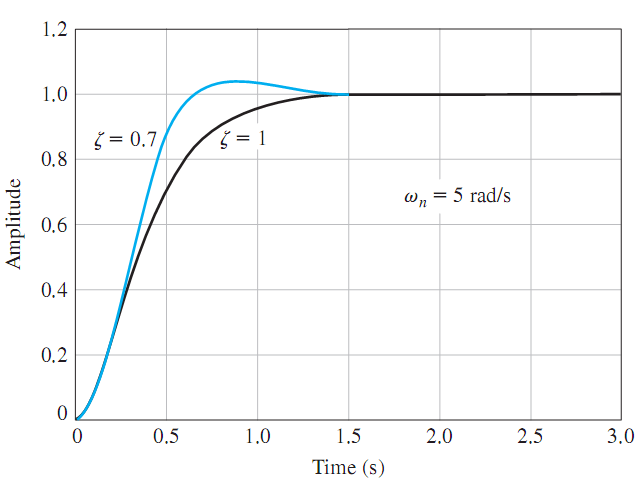 1.2
1.0
ζ = 0.7
ζ = 1
0.8
ωn = 5 rad/s
0.6
0.4
0.2
0
0 0.5 1.0 1.5 2.0 2.5 3.0
Time (s)
Amplitude